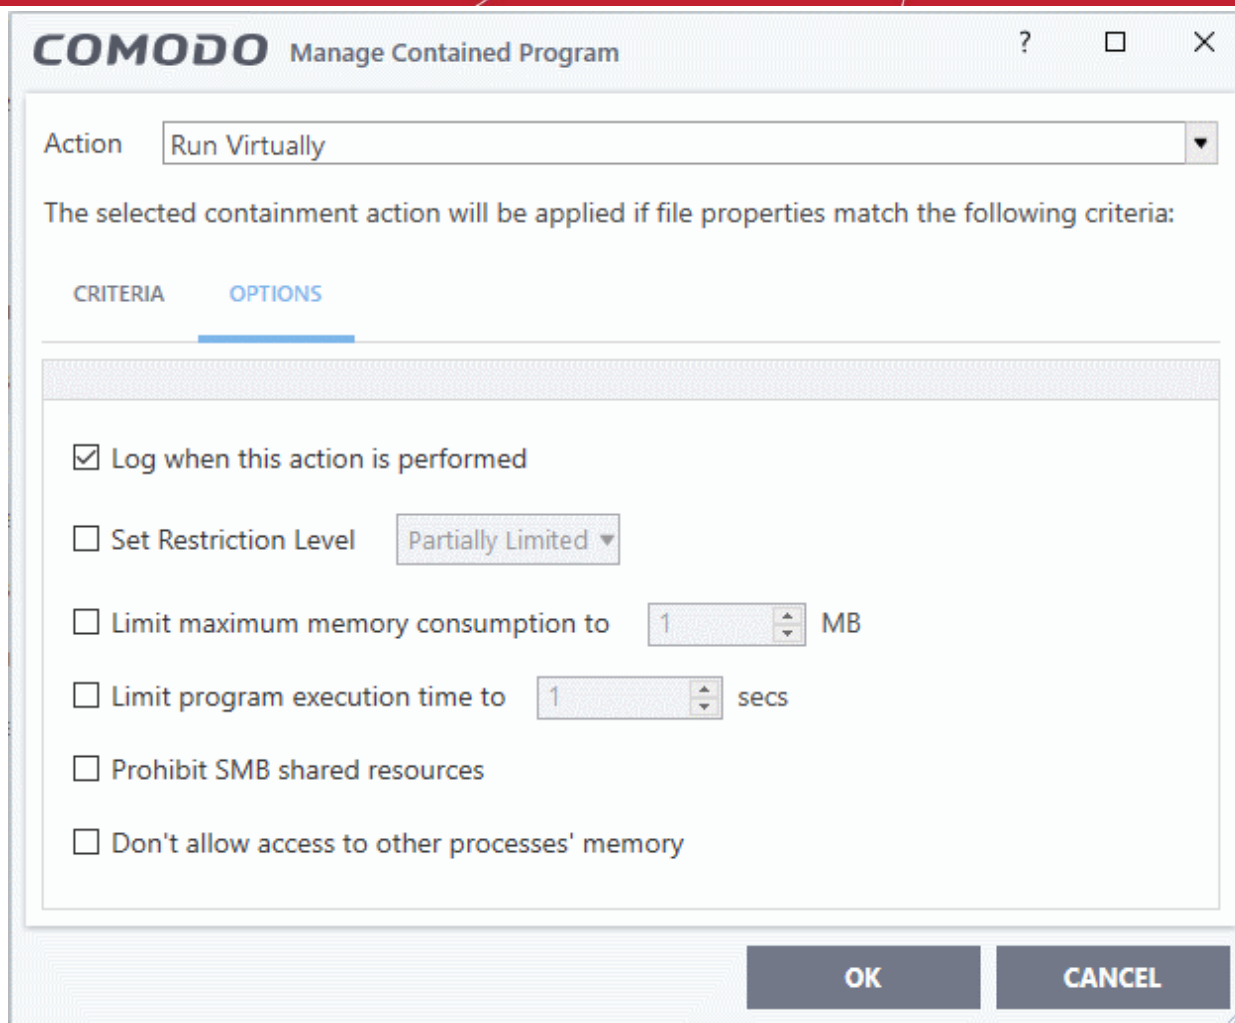 COMODO Manage Contained Program ?
Action Run Virtually
The selected containment action will be applied if file properties match the following criteria:
CRITERIA OPTIONS
Log when this action is performed
Set Restriction Level Partially Limited
Limit maximum memory consumption to 1 MB
Limit program execution time to 1 secs
Prohibit SMB shared resources
Don't allow access to other processes' memory
OK CANCEL